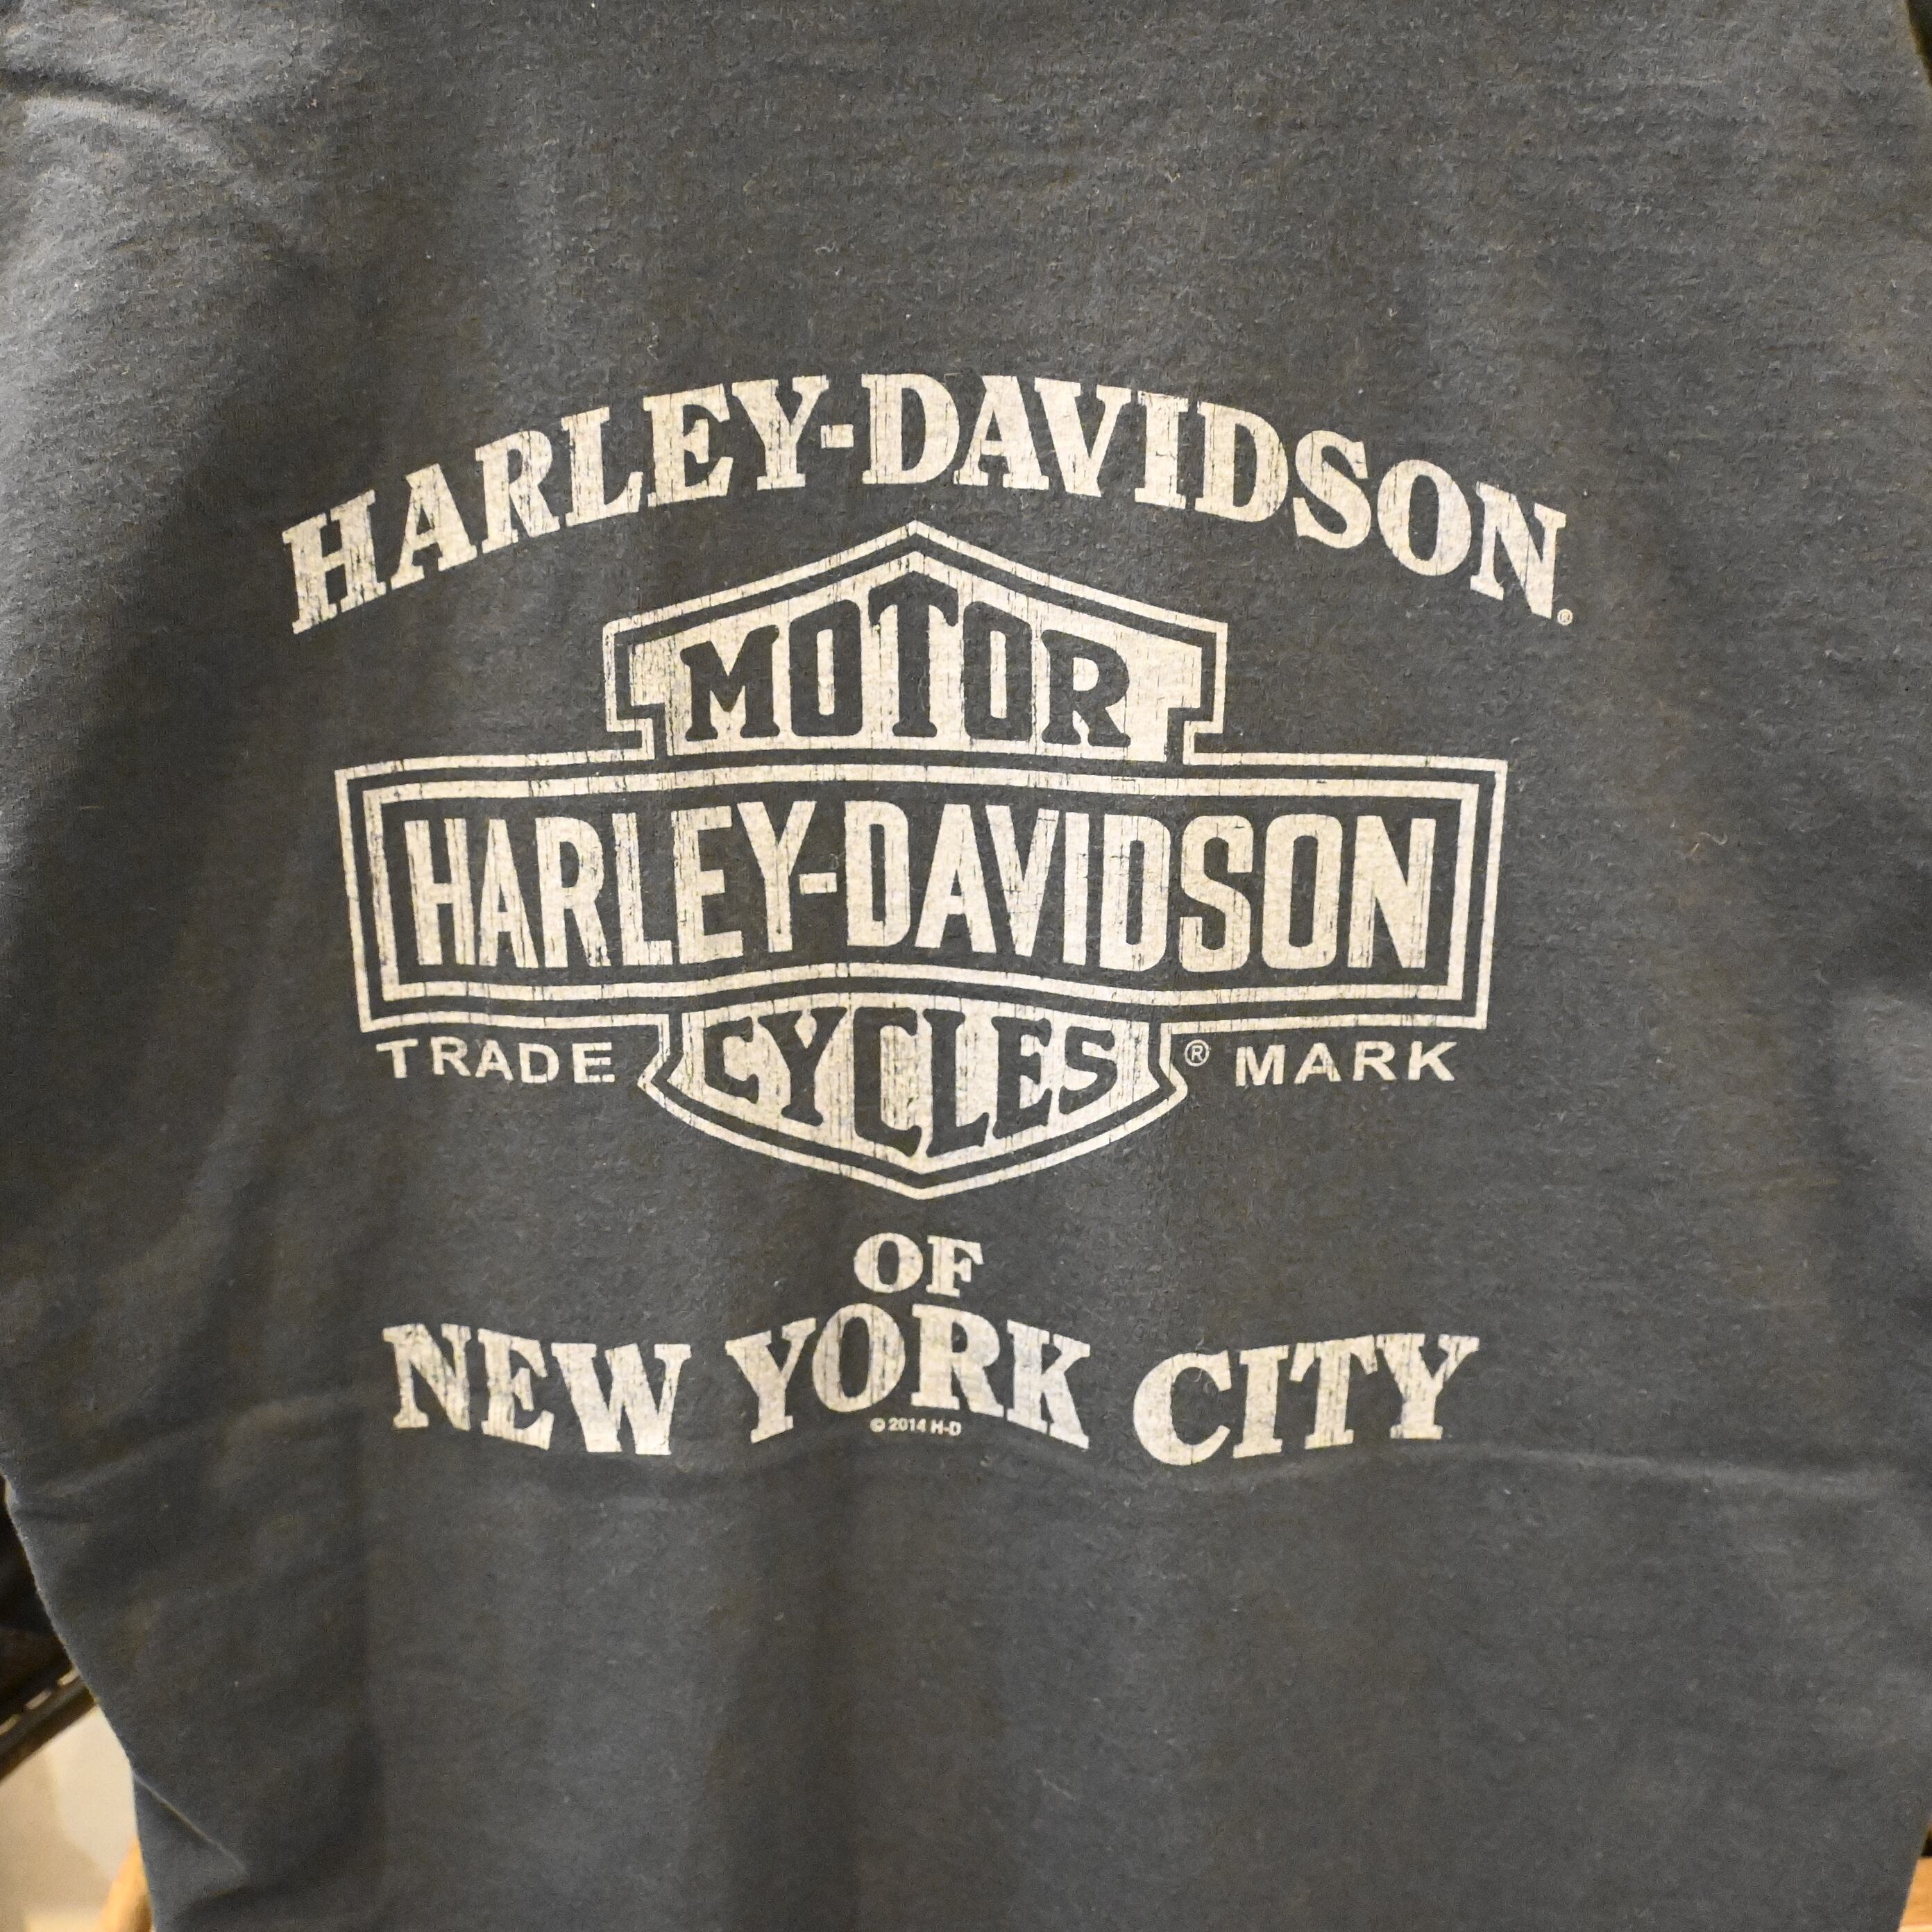 HARLEY-DAVIDSON®
MOTOR
HARLEY-DAVIDSON
CYCLES
TRADE ® MARK
OF
NEW YORK CITY
© 2014 H-D